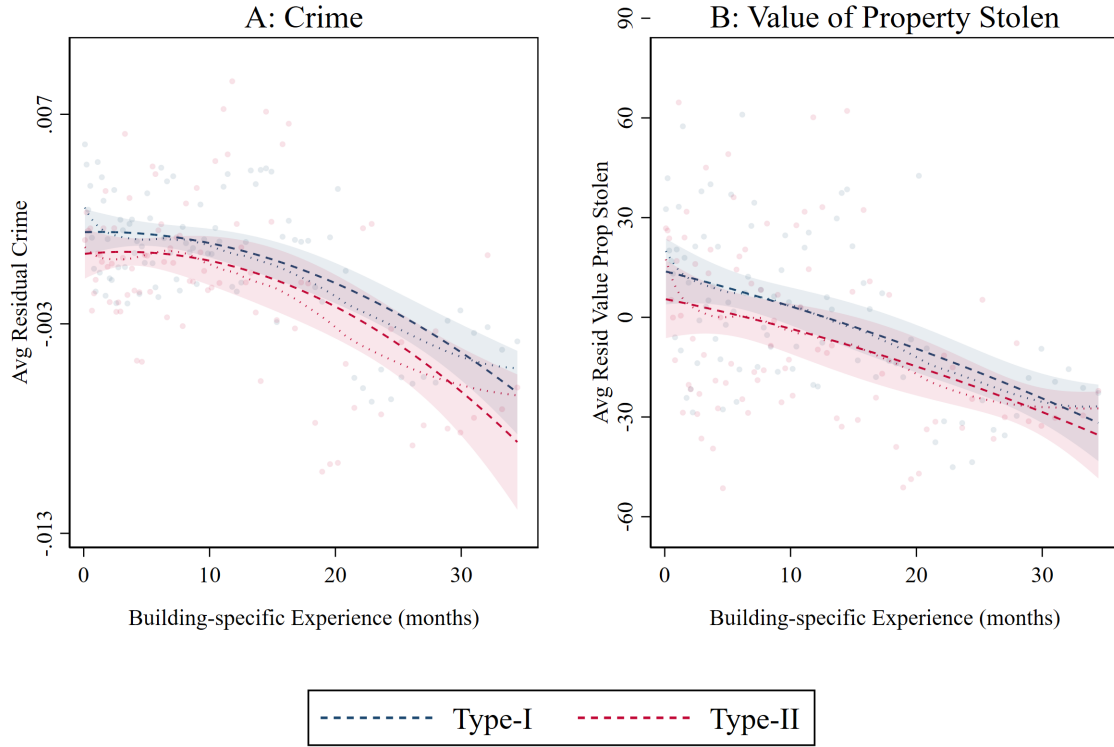 A: Crime
B: Value of Property Stolen
Avg Residual Crime
.007
-.003
-.013
0 10 20 30
Building-specific Experience (months)
Avg Resid Value Prop Stolen
90
60
30
0
-30
-60
0 10 20 30
Building-specific Experience (months)
Type-I
Type-II